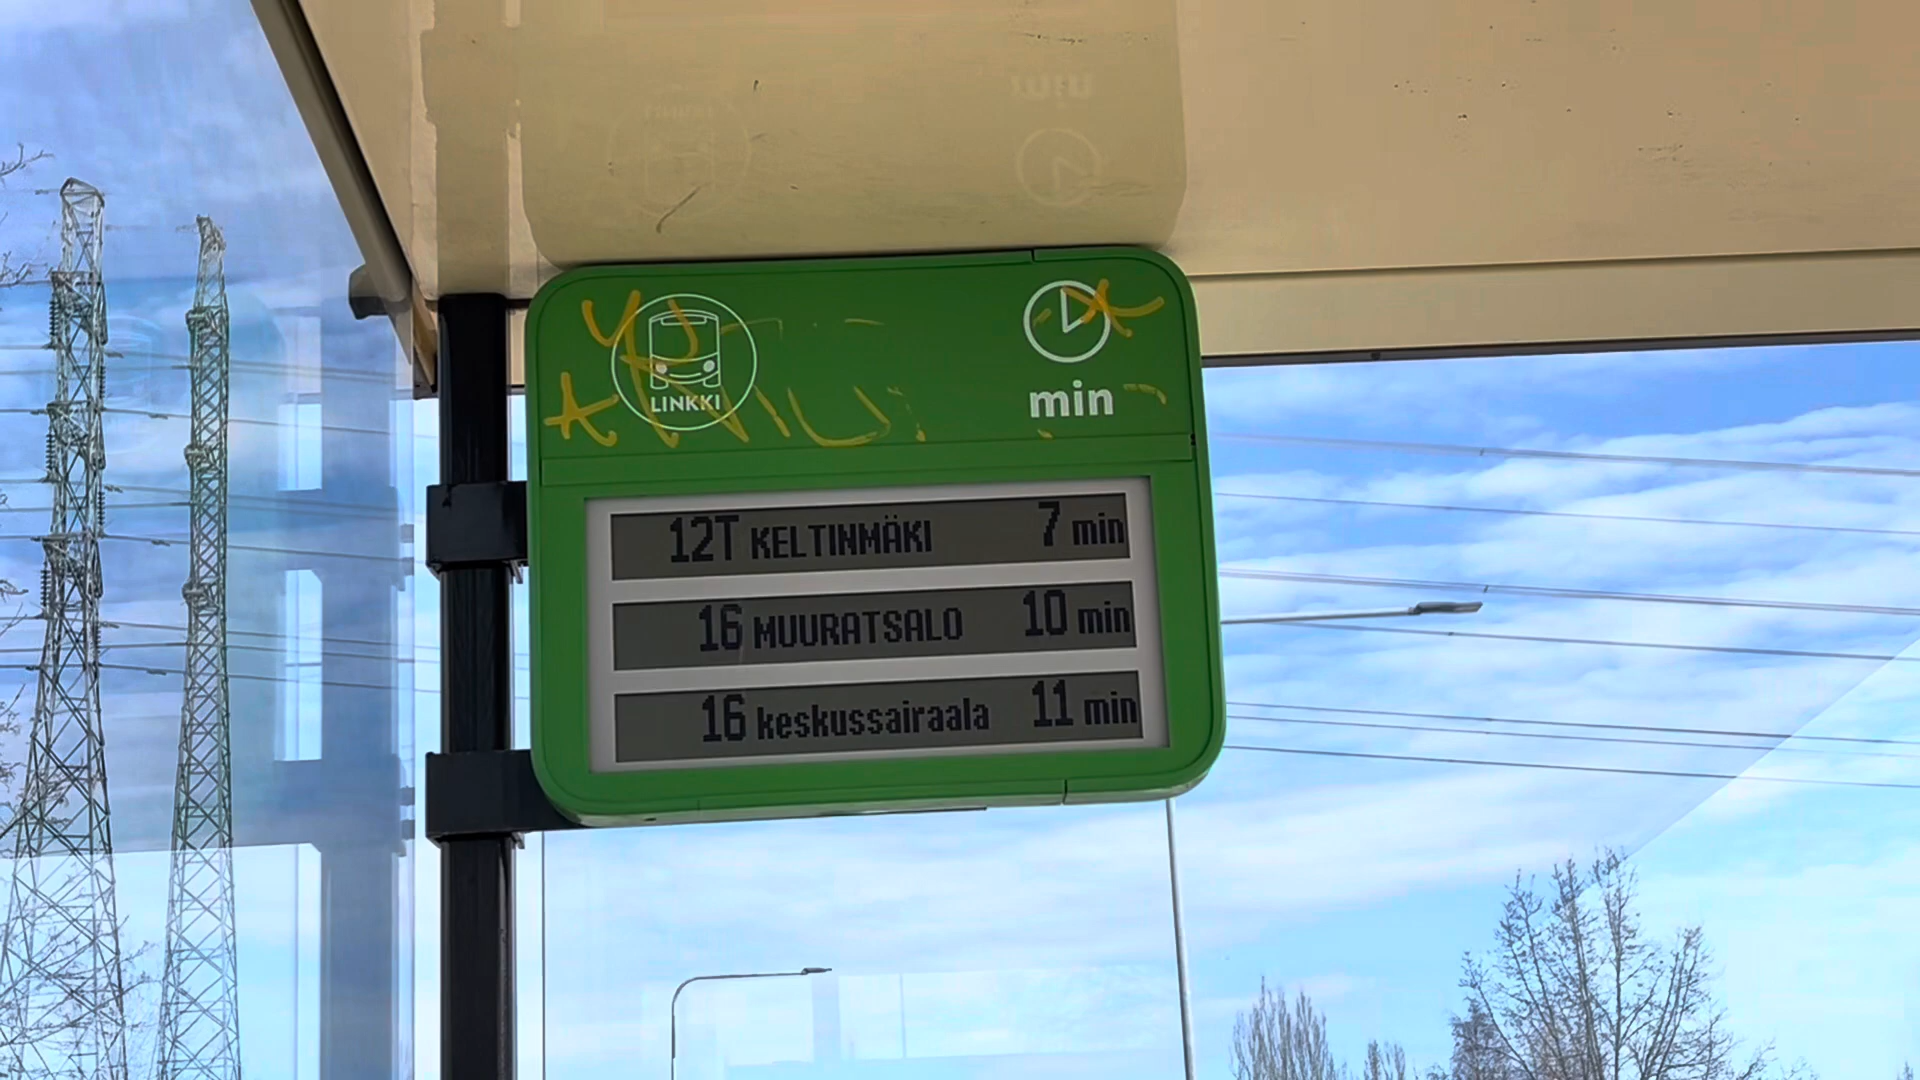 LINKKI
min
12T KELTINMÄKI 7 min
16 MUURATSALO 10 min
16 keskussairaala 11 min